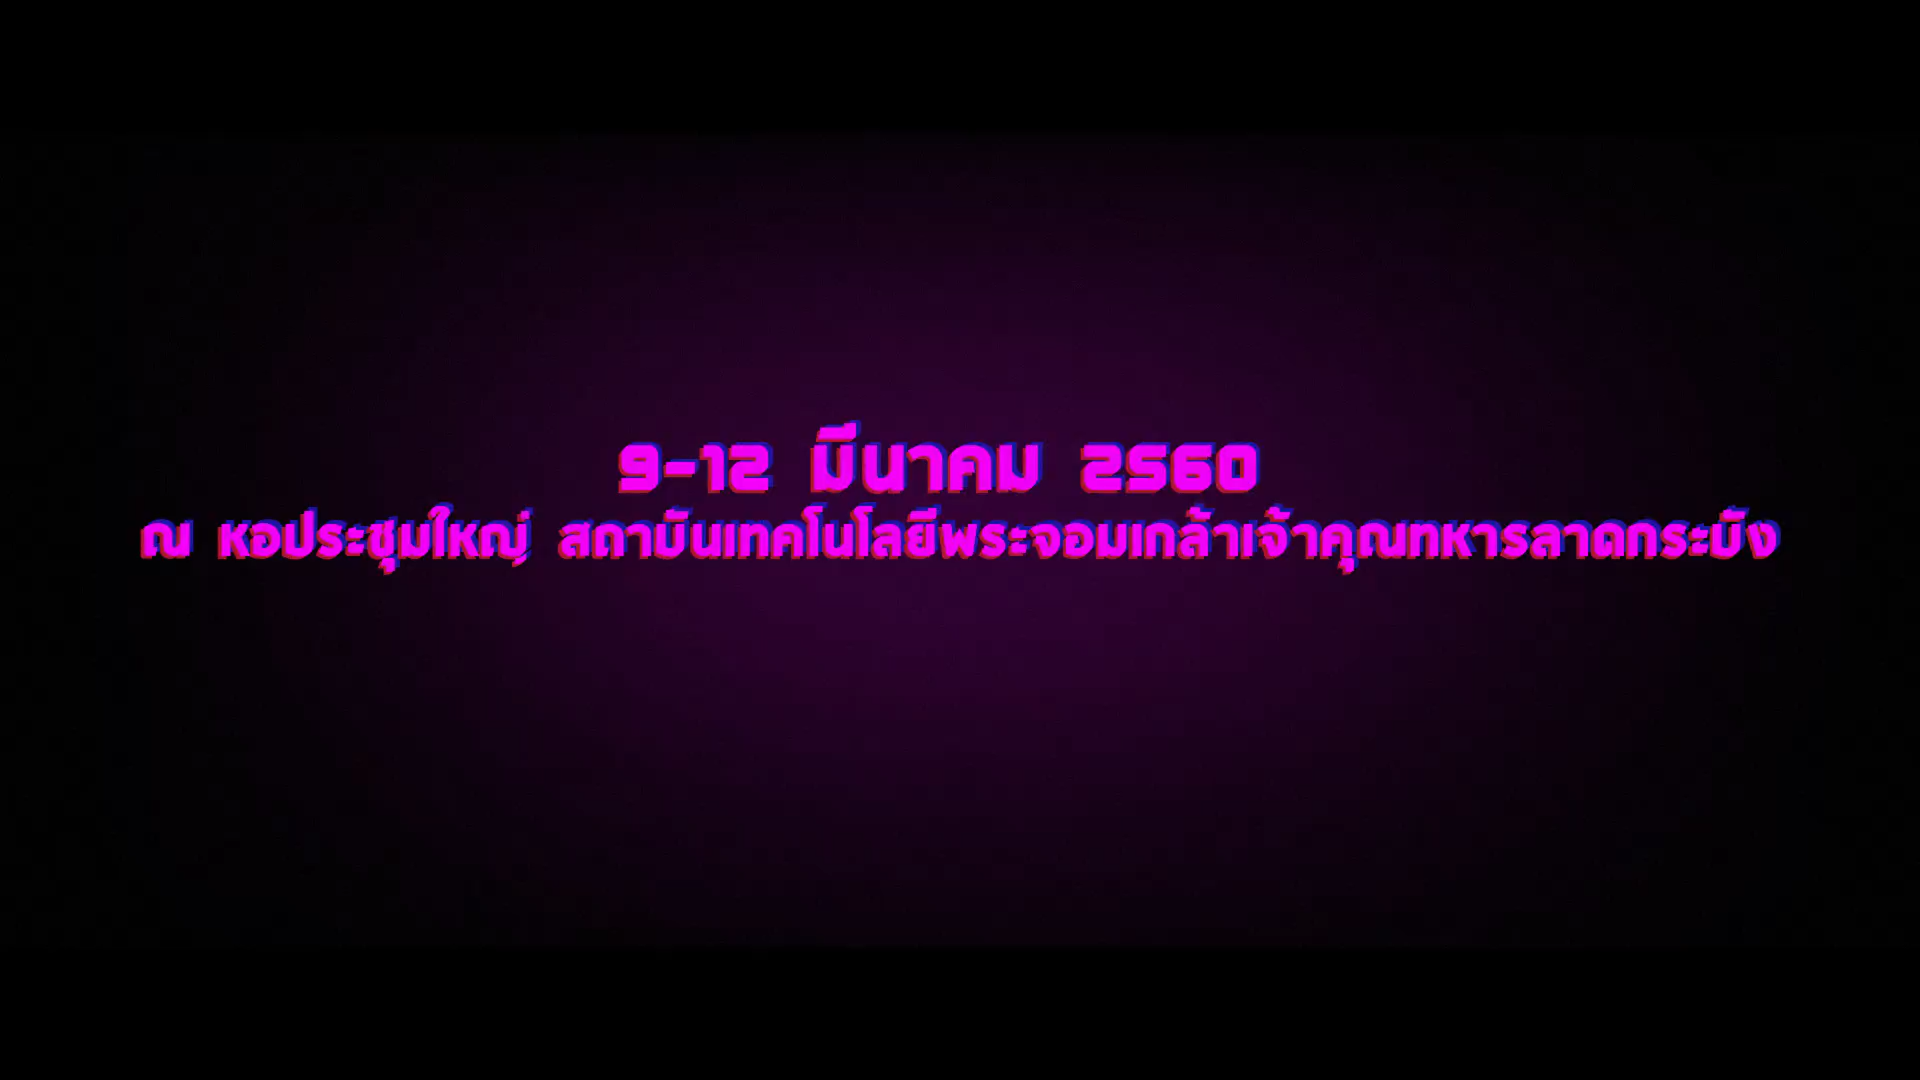 9-12 มีนาคม 2560
ณ หอประชุมใหญ่ สถาบันเทคโนโลยีพระจอมเกล้าเจ้าคุณทหารลาดกระบัง